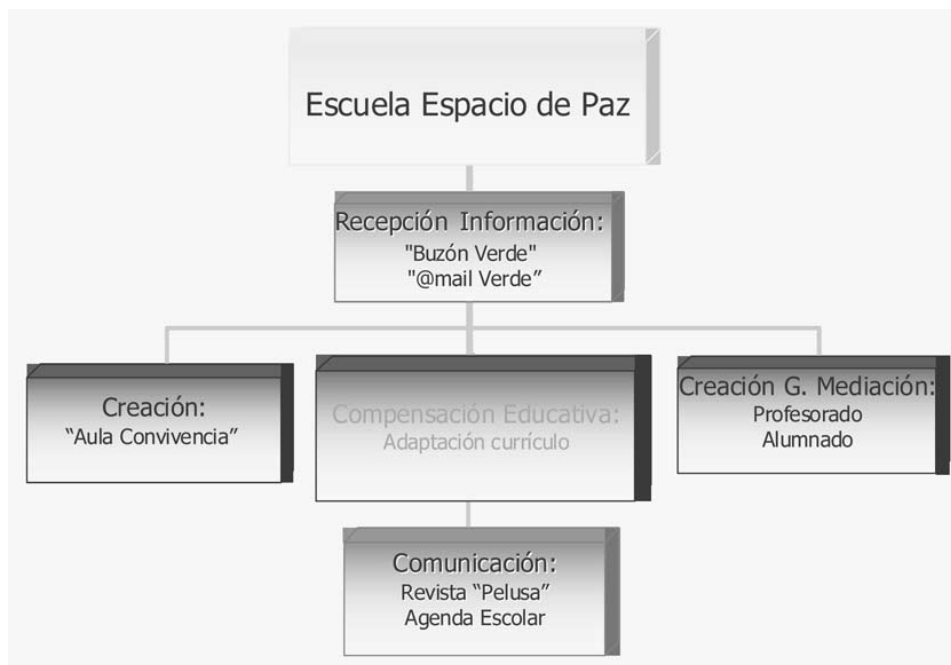 Escuela Espacio de Paz
Recepción Información:
"Buzón Verde"
"@mail Verde”
Creación:
“Aula Convivencia”
Compensación Educativa:
Adaptación currículo
Creación G. Mediación:
Profesorado
Alumnado
Comunicación:
Revista “Pelusa”
Agenda Escolar